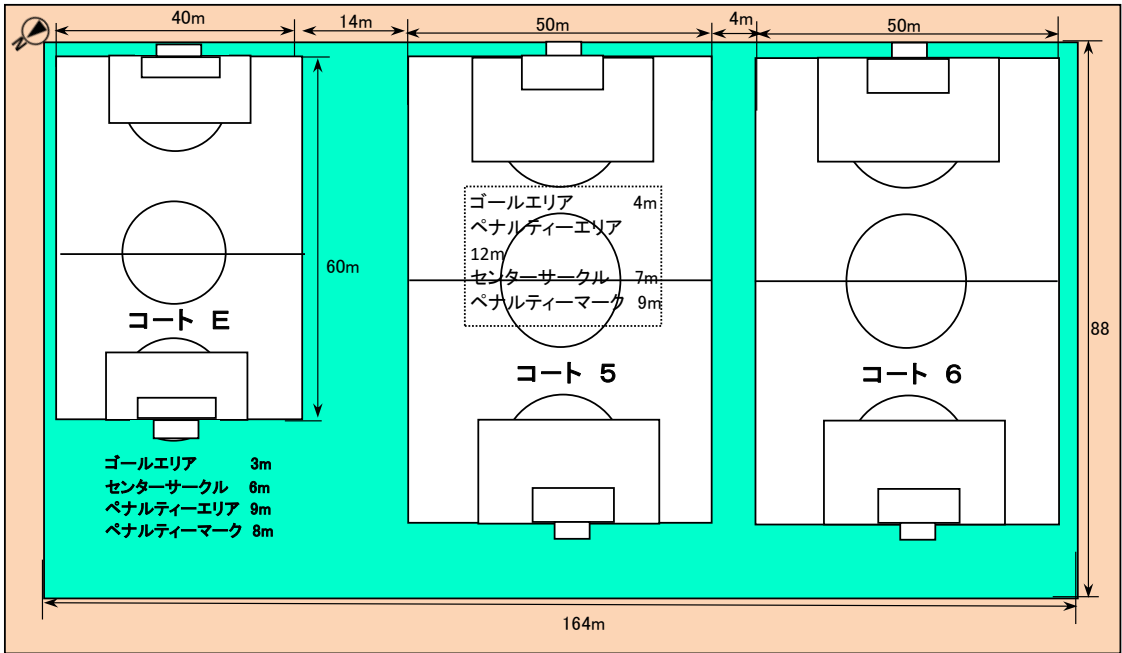 40m
14m
50m
4m
50m
N
ゴールエリア 4m
ペナルティーエリア
12m
センターサークル 7m
ペナルティーマーク 9m
60m
コート E
コート 5
コート 6
88
ゴールエリア 3m
センターサークル 6m
ペナルティーエリア 9m
ペナルティーマーク 8m
164m